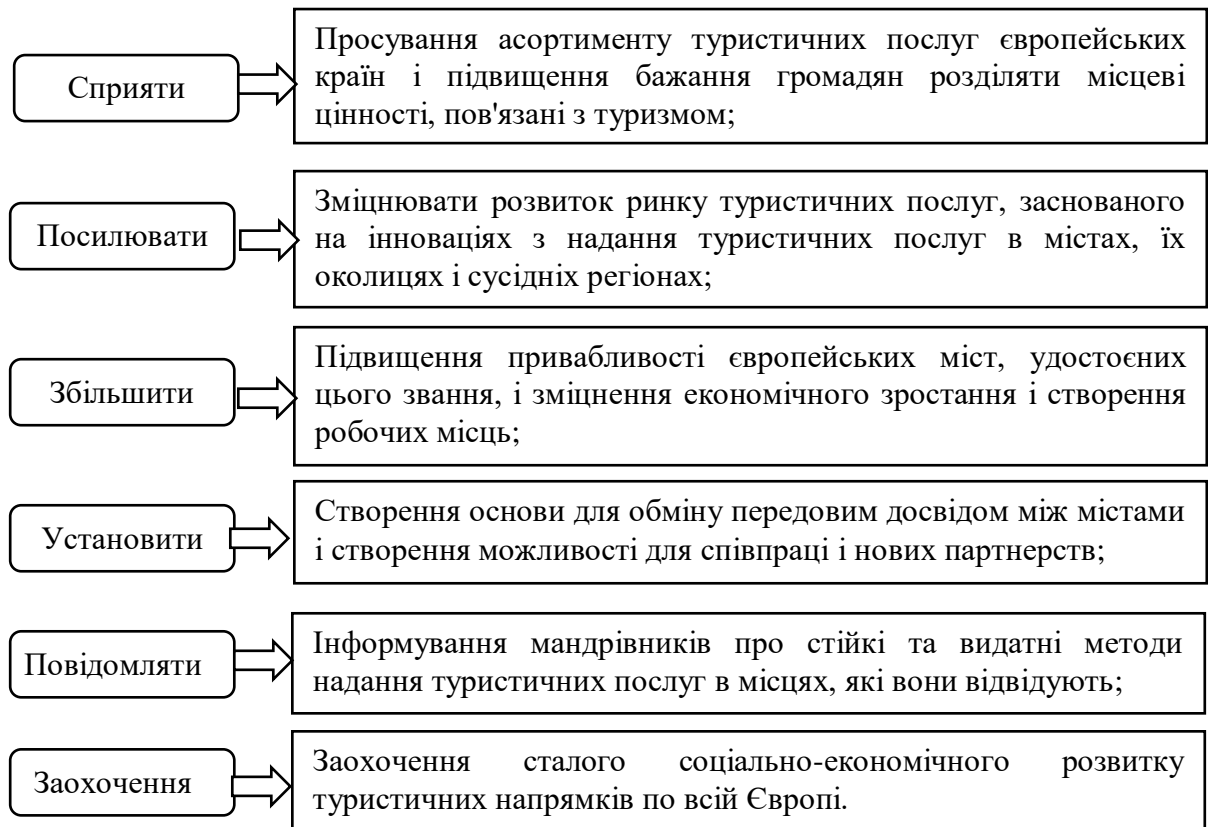 Сприяти
Просування асортименту туристичних послуг європейських
країн і підвищення бажання громадян розділяти місцеві
цінності, пов'язані з туризмом;
Посилювати
Зміцнювати розвиток ринку туристичних послуг, заснованого
на інноваціях з надання туристичних послуг в містах, їх
околицях і сусідніх регіонах;
Збільшити
Підвищення привабливості європейських міст, удостоєних
цього звання, і зміцнення економічного зростання і створення
робочих місць;
Установити
Створення основи для обміну передовим досвідом між містами
і створення можливості для співпраці і нових партнерств;
Повідомляти
Інформування мандрівників про стійкі та видатні методи
надання туристичних послуг в місцях, які вони відвідують;
Заохочення
Заохочення сталого соціально-економічного розвитку
туристичних напрямків по всій Європі.